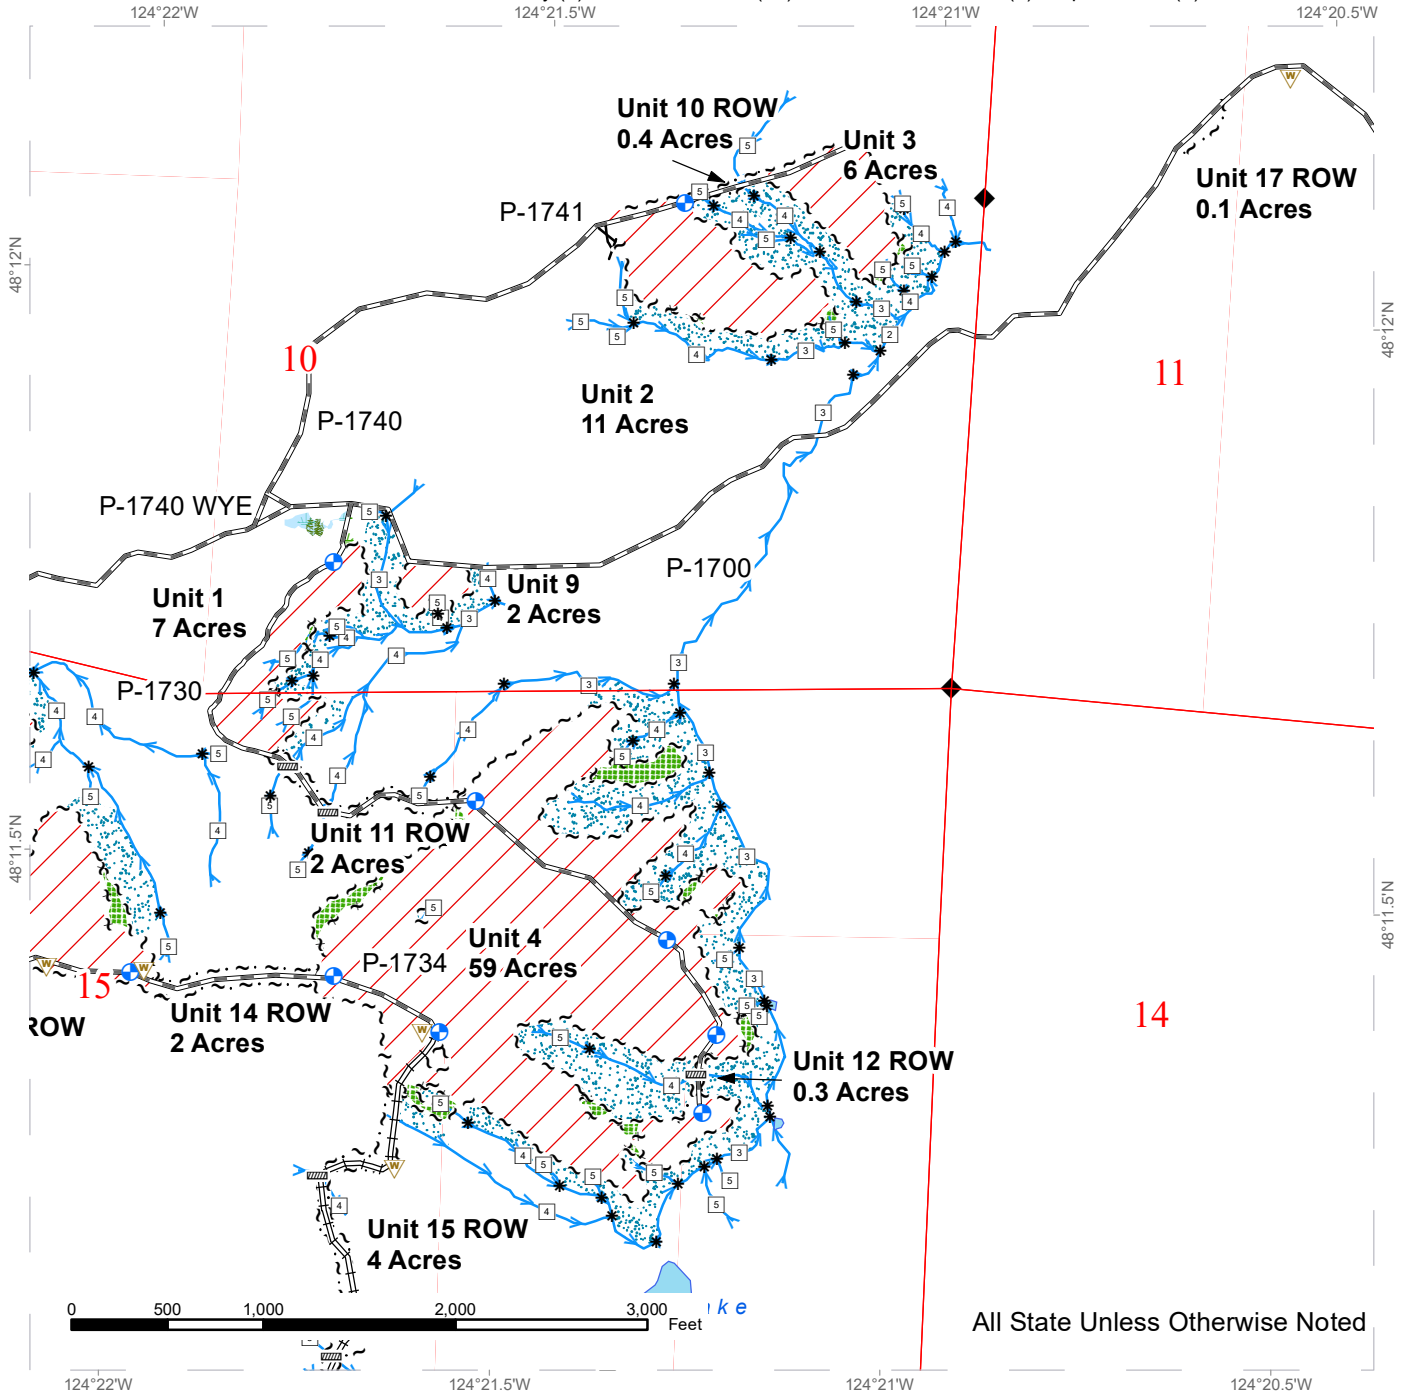 124°22'W
124°21.5'W
124°21'W
124°20.5'W
Unit 10 ROW
0.4 Acres
Unit 3
6 Acres
Unit 17 ROW
0.1 Acres
P-1741
48°12'N
48°12'N
10
11
Unit 2
11 Acres
P-1740
P-1740 WYE
P-1700
Unit 9
2 Acres
Unit 1
7 Acres
P-1730
Unit 11 ROW
2 Acres
48°11.5'N
48°11.5'N
Unit 4
59 Acres
P-1734
15
14
ROW
Unit 14 ROW
2 Acres
Unit 12 ROW
0.3 Acres
Unit 15 ROW
4 Acres
ake
0 500 1,000 2,000 3,000
Feet
All State Unless Otherwise Noted
124°22'W
124°21.5'W
124°21'W
124°20.5'W